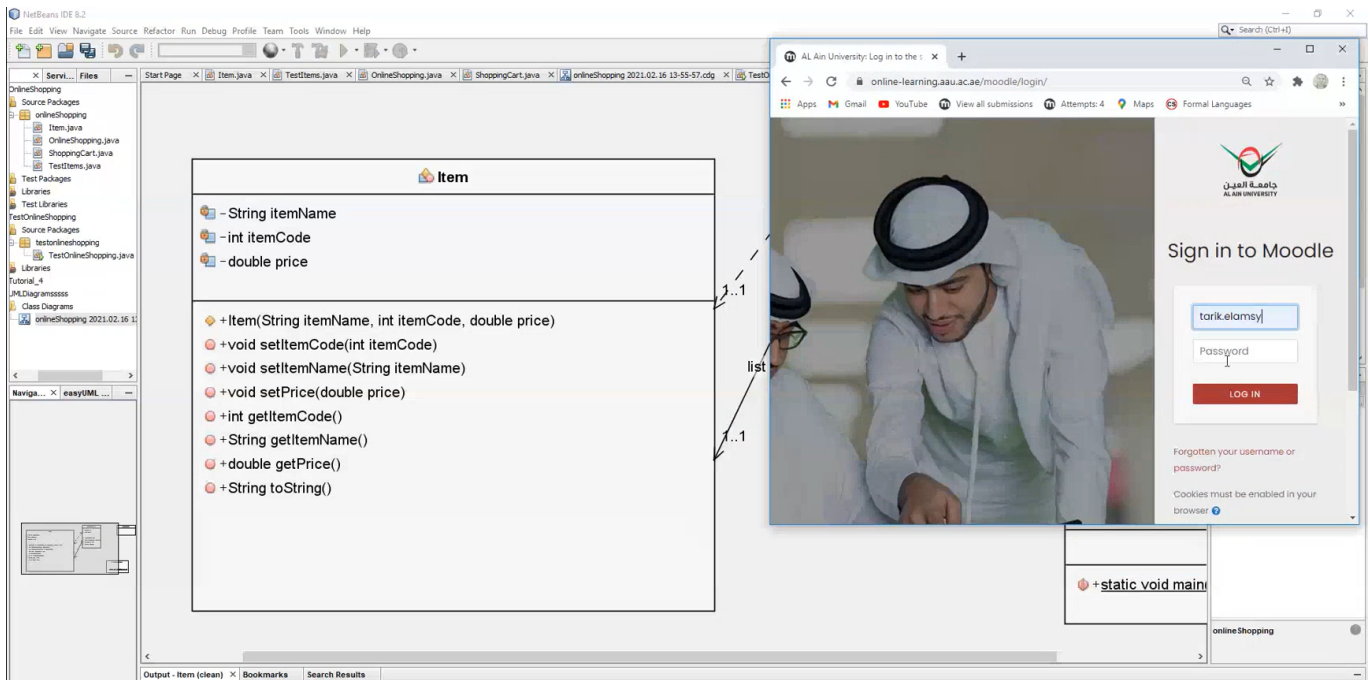 NetBeans IDE 8.2
File Edit View Navigate Source Refactor Run Debug Profile Team Tools Window Help
Search (Ctrl+I)
Servi... Files
Start Page Item.java TestItems.java OnlineShopping.java ShoppingCart.java onlineShopping 2021.02.16 13-55-57.cdg TestO
OnlineShopping
Source Packages
onlineShopping
Item.java
OnlineShopping.java
ShoppingCart.java
TestItems.java
Test Packages
Libraries
Test Libraries
TestOnlineShopping
Source Packages
testonlineshopping
TestOnlineShopping.java
Libraries
Tutorial_4
UMLDiagramsssss
Class Diagrams
onlineShopping 2021.02.16 13
Naviga... easyUML ...
Item
- String itemName
- int itemCode
- double price
+Item(String itemName, int itemCode, double price)
+void setItemCode(int itemCode)
+void setItemName(String itemName)
+void setPrice(double price)
+int getItemCode()
+String getItemName()
+double getPrice()
+String toString()
1..1
list
1..1
AL Ain University: Log in to the s
online-learning.aau.ac.ae/moodle/login/
Apps Gmail YouTube View all submissions Attempts: 4 Maps Formal Languages
جامعة العين
AL AIN UNIVERSITY
Sign in to Moodle
tarik.elamsy
Password
LOG IN
Forgotten your username or
password?
Cookies must be enabled in your
browser
+static void main(
onlineShopping
Output - Item (clean) Bookmarks Search Results